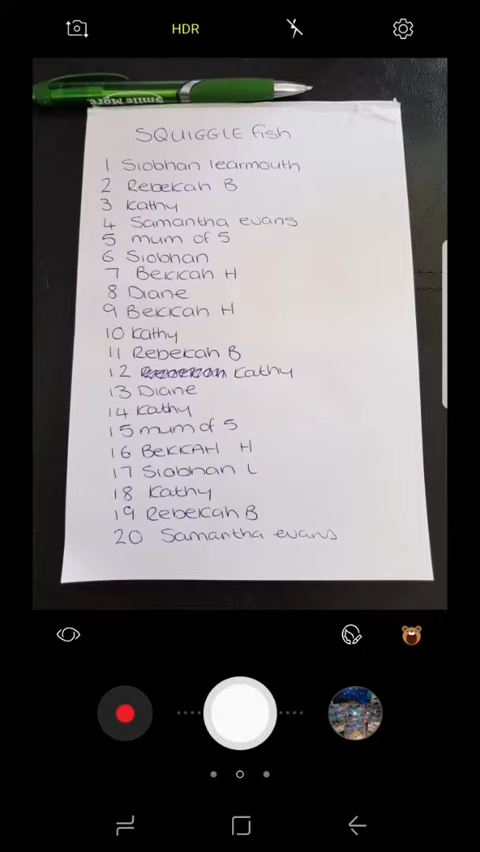 HDR
Smile More
SQUIGGLE fish
1 Siobhan learmouth
2 Rebekah B
3 Kathy
4 Samantha evans
5 mum of 5
6 Siobhan
7 Bekkah H
8 Diane
9 Bekkah H
10 Kathy
11 Rebekah B
12 Kathy
13 Diane
14 Kathy
15 mum of 5
16 BEKKAH H
17 Siobhan L
18 Kathy
19 Rebekah B
20 Samantha evans